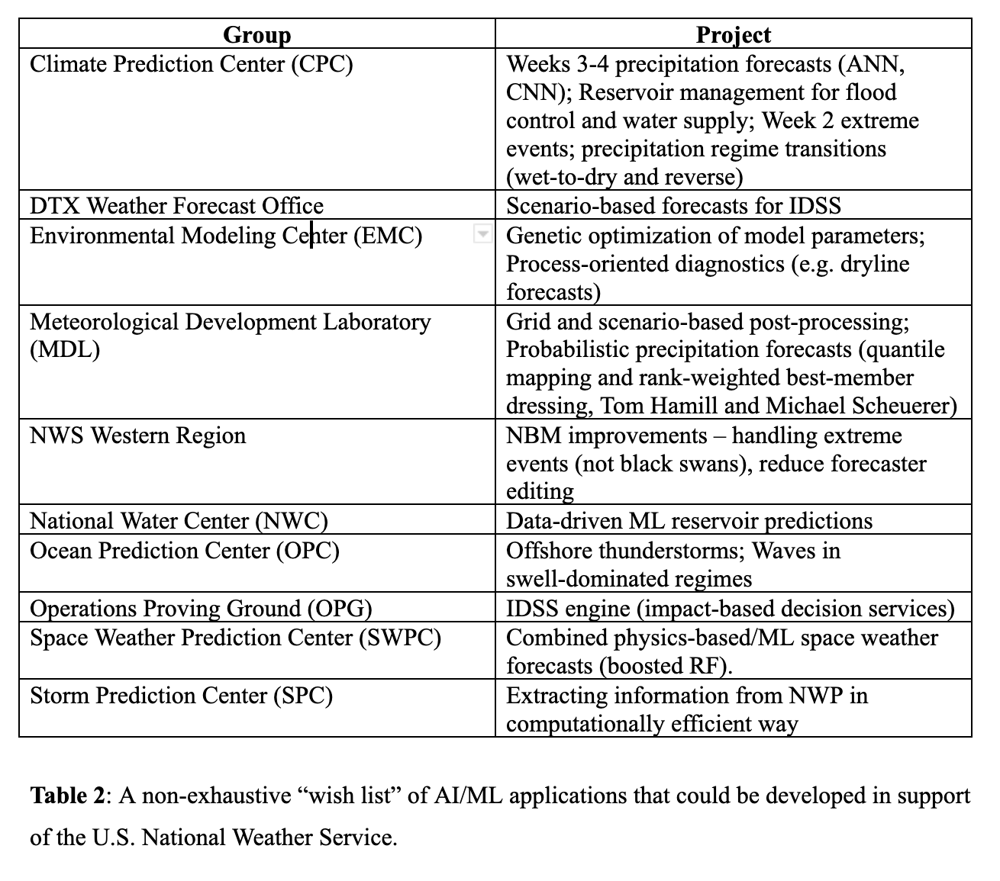 Group
Project
Climate Prediction Center (CPC)
Weeks 3-4 precipitation forecasts (ANN,
CNN); Reservoir management for flood
control and water supply; Week 2 extreme
events; precipitation regime transitions
(wet-to-dry and reverse)
DTX Weather Forecast Office
Scenario-based forecasts for IDSS
Environmental Modeling Center (EMC)
Genetic optimization of model parameters;
Process-oriented diagnostics (e.g. dryline
forecasts)
Meteorological Development Laboratory
(MDL)
Grid and scenario-based post-processing;
Probabilistic precipitation forecasts (quantile
mapping and rank-weighted best-member
dressing, Tom Hamill and Michael Scheuerer)
NWS Western Region
NBM improvements – handling extreme
events (not black swans), reduce forecaster
editing
National Water Center (NWC)
Data-driven ML reservoir predictions
Ocean Prediction Center (OPC)
Offshore thunderstorms; Waves in
swell-dominated regimes
Operations Proving Ground (OPG)
IDSS engine (impact-based decision services)
Space Weather Prediction Center (SWPC)
Combined physics-based/ML space weather
forecasts (boosted RF).
Storm Prediction Center (SPC)
Extracting information from NWP in
computationally efficient way
Table 2: A non-exhaustive “wish list” of AI/ML applications that could be developed in support
of the U.S. National Weather Service.